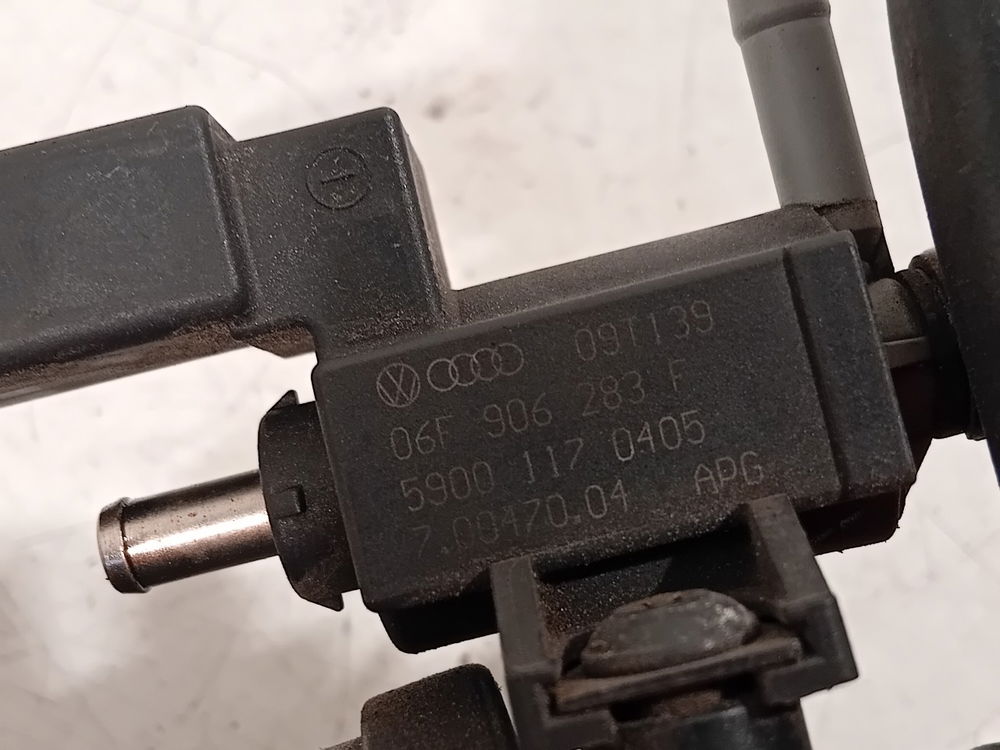 09T139
06F 906 283 F
5900 117 0405
7.00470.04 APG